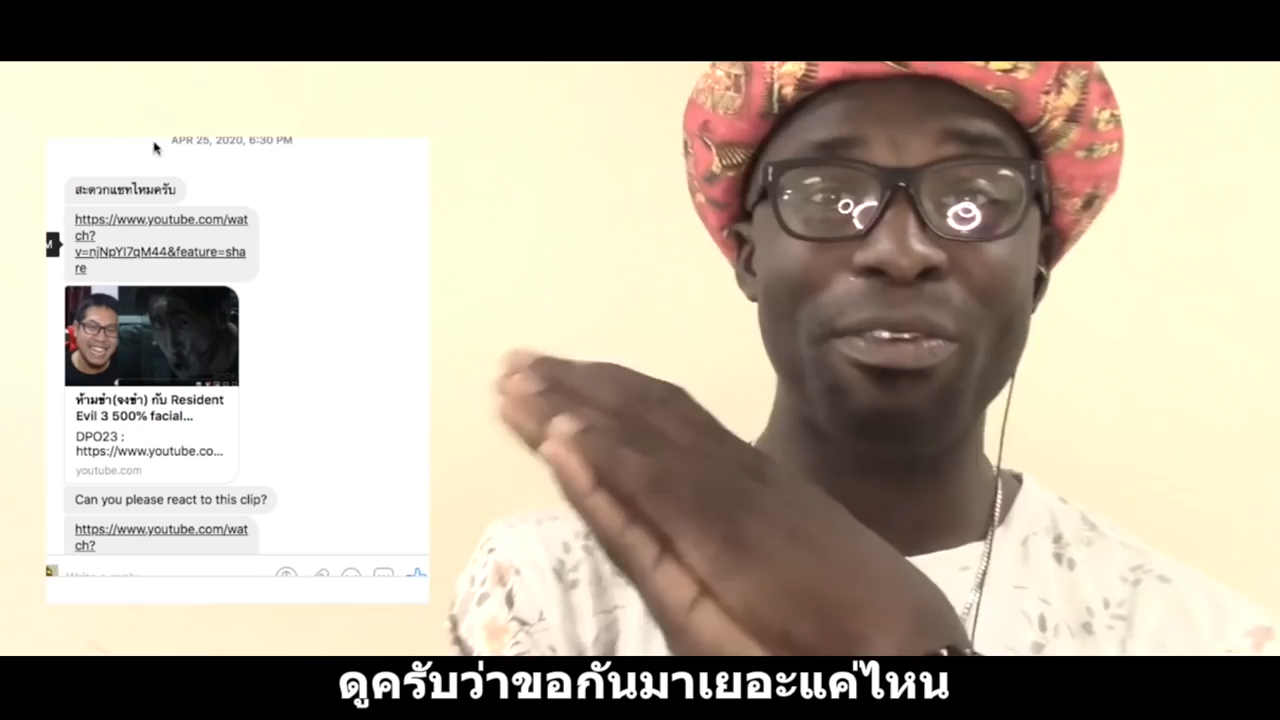 APR 25, 2020, 6:30 PM
สะดวกแชทไหมครับ
https://www.youtube.com/wat
ch?
v=njNpYl7qM44&feature=sha
re
ห้ามขำ(จงขำ) กับ Resident
Evil 3 500% facial...
DPO23 :
https://www.youtube.co...
youtube.com
Can you please react to this clip?
https://www.youtube.com/wat
ch?
Write a reply
ดูครับว่าขอกันมาเยอะแค่ไหน